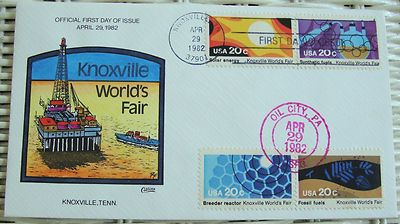 OFFICIAL FIRST DAY OF ISSUE
APRIL 29, 1982
Knoxville
World's
Fair
KNOXVILLE, TENN.
KNOXVILLE
APR
29
1982
FIRST DAY OF
USA 20c
USA 20c
Solar energy
Knoxville World's Fair
Synthetic fuels
Knoxville World's Fair
OIL CITY, PA
APR
29
1982
USA 20c
USA 20c
Breeder reactor
Knoxville World's Fair
Fossil fuels
Knoxville World's Fair